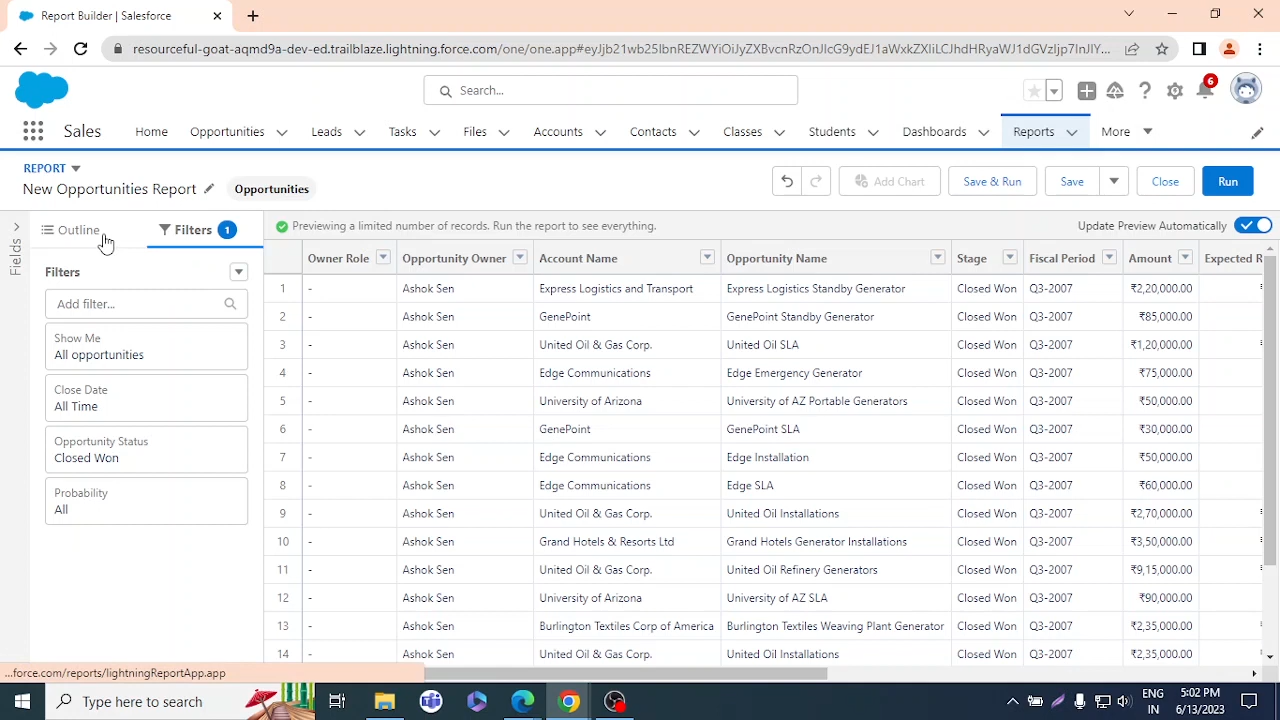 Report Builder | Salesforce
resourceful-goat-aqmd9a-dev-ed.trailblaze.lightning.force.com/one/one.app#
Search...
6
Sales Home Opportunities Leads Tasks Files Accounts Contacts Classes Students Dashboards Reports More
REPORT
New Opportunities Report Opportunities
Add Chart Save & Run Save Close Run
Fields
Outline Filters 1
Previewing a limited number of records. Run the report to see everything. Update Preview Automatically
Filters
Add filter...
Show Me
All opportunities
Close Date
All Time
Opportunity Status
Closed Won
Probability
All
Owner Role Opportunity Owner Account Name Opportunity Name Stage Fiscal Period Amount Expected R
1 - Ashok Sen Express Logistics and Transport Express Logistics Standby Generator Closed Won Q3-2007 ₹2,20,000.00
2 - Ashok Sen GenePoint GenePoint Standby Generator Closed Won Q3-2007 ₹85,000.00
3 - Ashok Sen United Oil & Gas Corp. United Oil SLA Closed Won Q3-2007 ₹1,20,000.00
4 - Ashok Sen Edge Communications Edge Emergency Generator Closed Won Q3-2007 ₹75,000.00
5 - Ashok Sen University of Arizona University of AZ Portable Generators Closed Won Q3-2007 ₹50,000.00
6 - Ashok Sen GenePoint GenePoint SLA Closed Won Q3-2007 ₹30,000.00
7 - Ashok Sen Edge Communications Edge Installation Closed Won Q3-2007 ₹50,000.00
8 - Ashok Sen Edge Communications Edge SLA Closed Won Q3-2007 ₹60,000.00
9 - Ashok Sen United Oil & Gas Corp. United Oil Installations Closed Won Q3-2007 ₹2,70,000.00
10 - Ashok Sen Grand Hotels & Resorts Ltd Grand Hotels Generator Installations Closed Won Q3-2007 ₹3,50,000.00
11 - Ashok Sen United Oil & Gas Corp. United Oil Refinery Generators Closed Won Q3-2007 ₹9,15,000.00
12 - Ashok Sen University of Arizona University of AZ SLA Closed Won Q3-2007 ₹90,000.00
13 - Ashok Sen Burlington Textiles Corp of America Burlington Textiles Weaving Plant Generator Closed Won Q3-2007 ₹2,35,000.00
14 - Ashok Sen United Oil & Gas Corp. United Oil Installations Closed Won Q3-2007 ₹2,35,000.00
...force.com/reports/lightningReportApp.app
Type here to search
ENG
IN
5:02 PM
6/13/2023